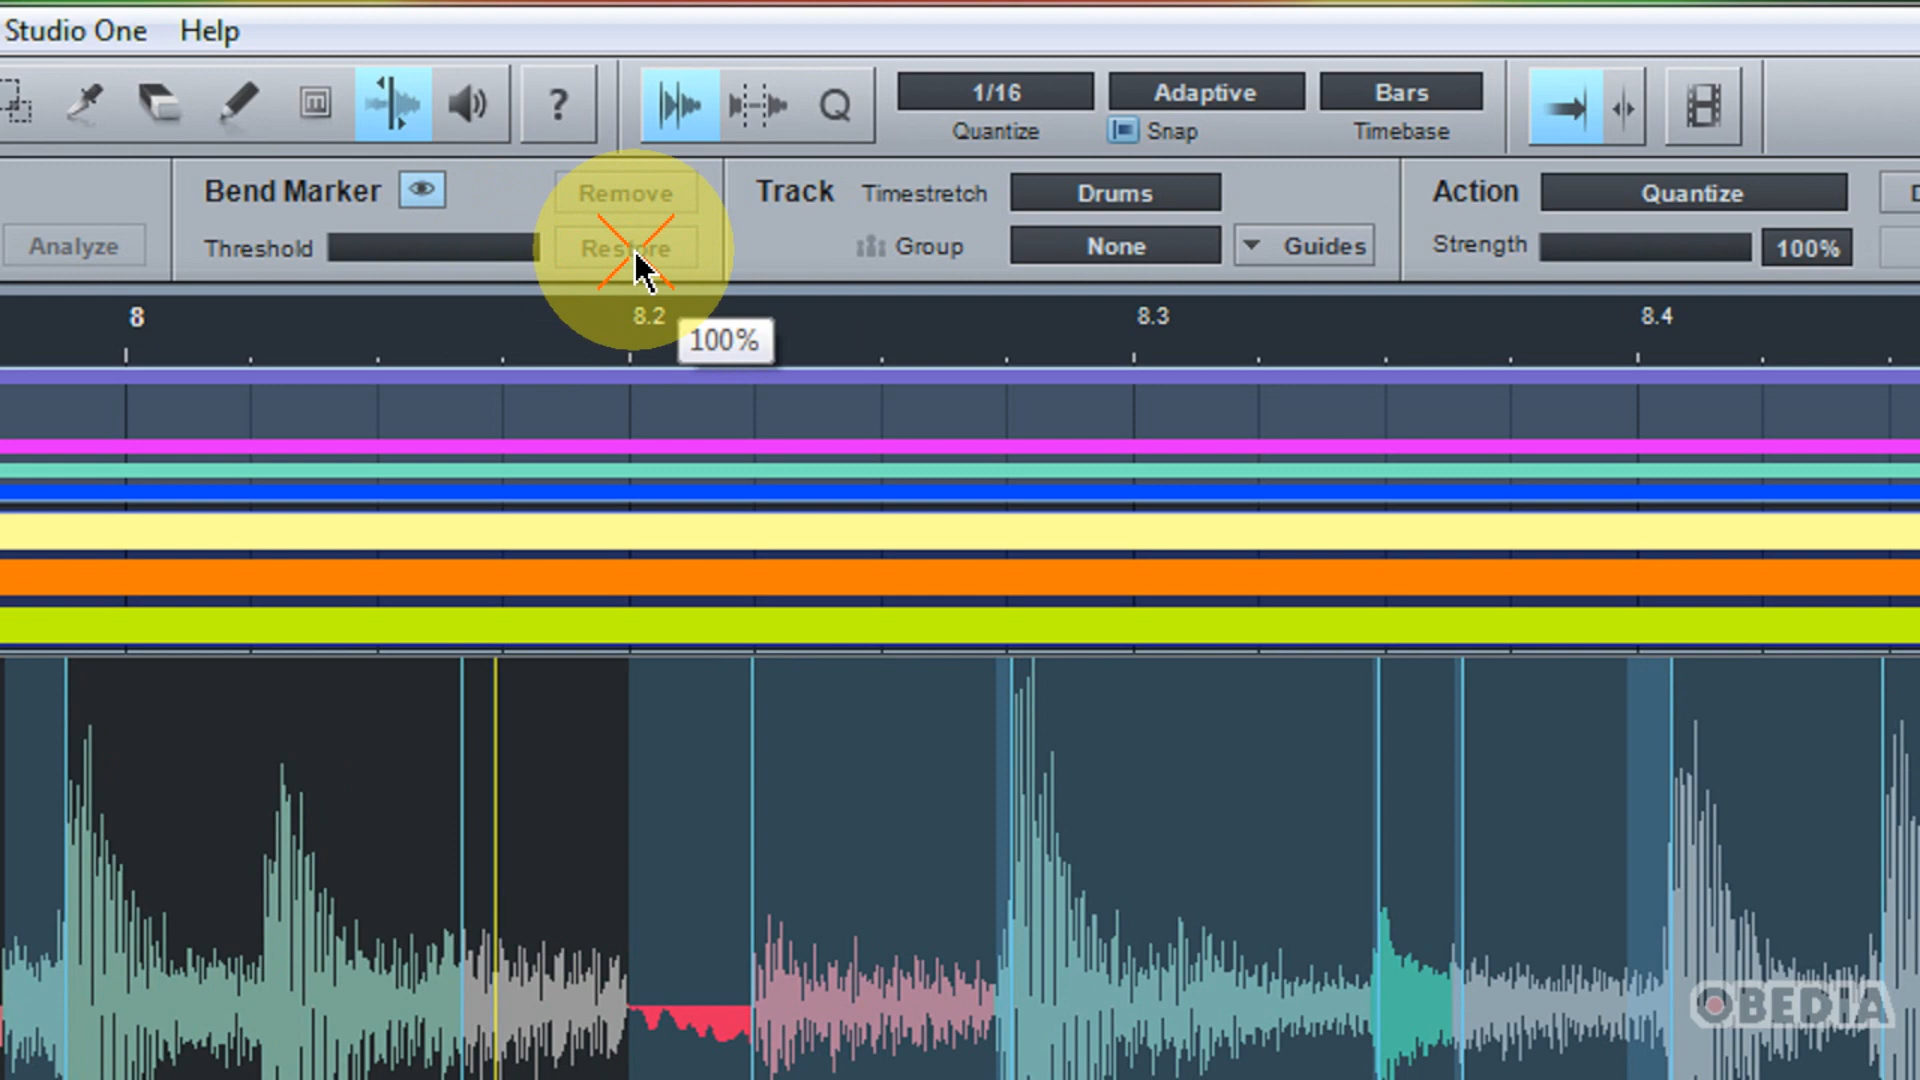 Studio One Help
? Q 1/16 Adaptive Bars
Quantize Snap Timebase
Bend Marker Remove Track Timestretch Drums Action Quantize
Analyze Threshold Restore Group None Guides Strength 100%
8 8.2 8.3 8.4
100%
OBEDIA